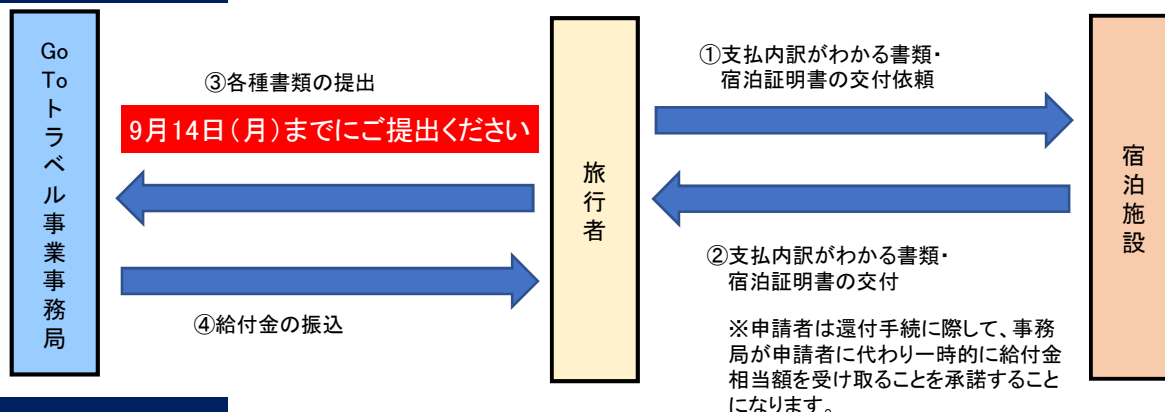 Go
To
トラベル事業事務局
③各種書類の提出
9月14日（月）までにご提出ください
④給付金の振込
旅行者
①支払内訳がわかる書類・
宿泊証明書の交付依頼
②支払内訳がわかる書類・
宿泊証明書の交付
※申請者は還付手続に際して、事務
局が申請者に代わり一時的に給付金
相当額を受け取ることを承諾すること
になります。
宿泊施設